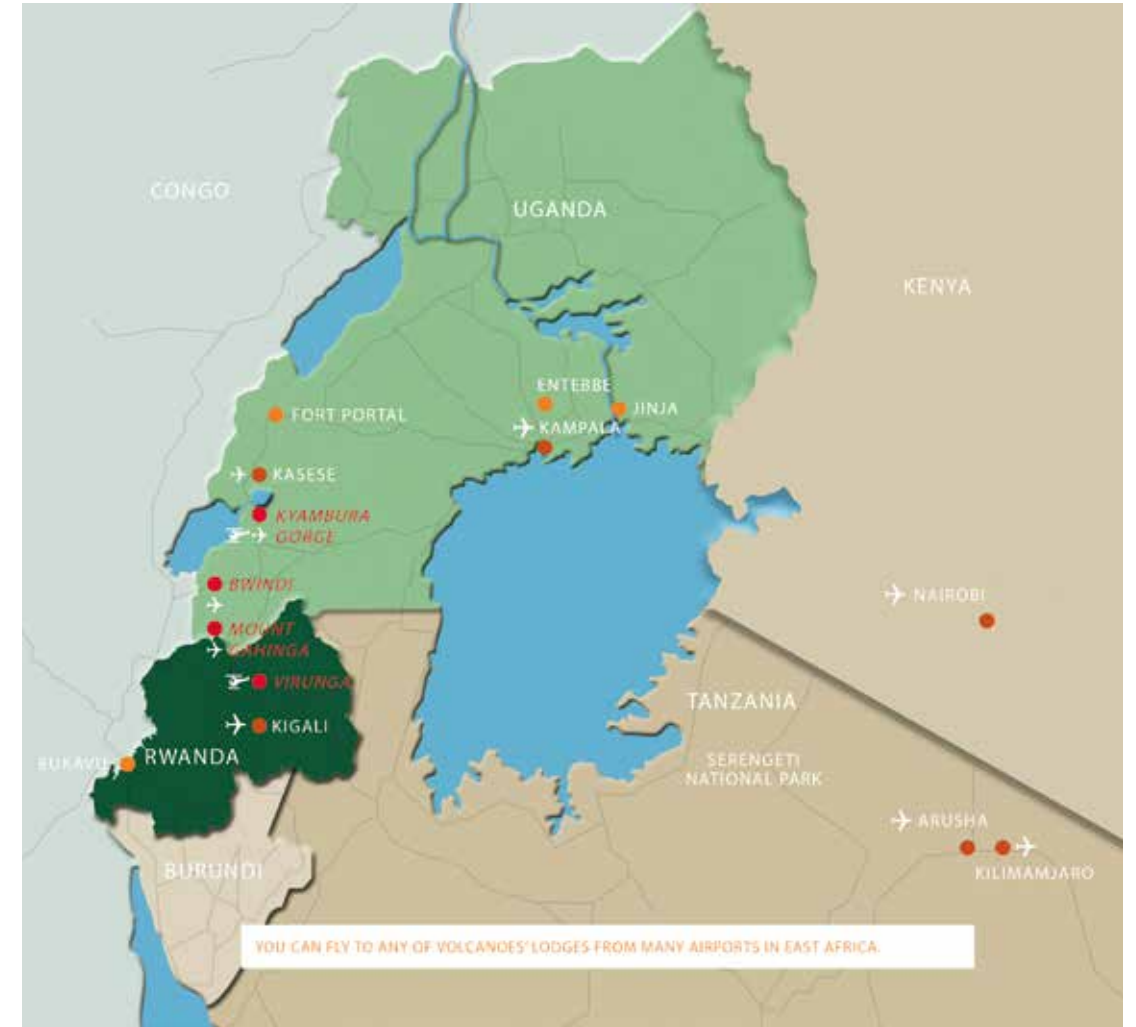 CONGO
UGANDA
KENYA
ENTEBBE
FORT PORTAL
JINJA
KAMPALA
KASESE
KYAMBURA
GORGE
BWINDI
NAIROBI
MOUNT
GAHINGA
VIRUNGA
TANZANIA
KIGALI
RWANDA
BUKAVU
SERENGETI
NATIONAL PARK
ARUSHA
BURUNDI
KILIMAMJARO
YOU CAN FLY TO ANY OF VOLCANOES' LODGES FROM MANY AIRPORTS IN EAST AFRICA.